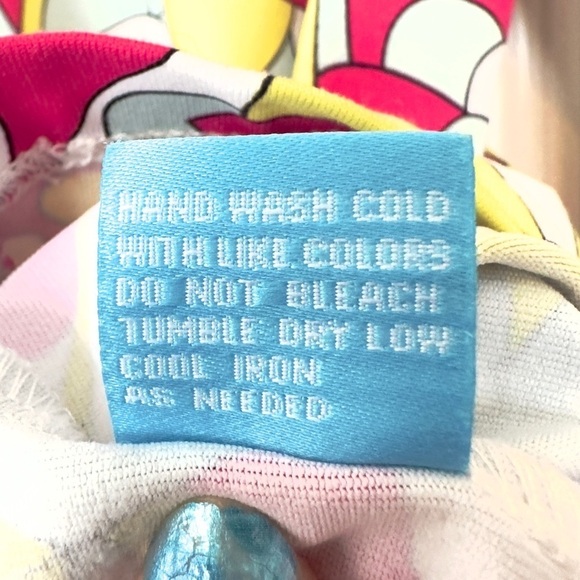 HAND WASH COLD
WITH LIKE COLORS
DO NOT BLEACH
TUMBLE DRY LOW
COOL IRON
AS NEEDED